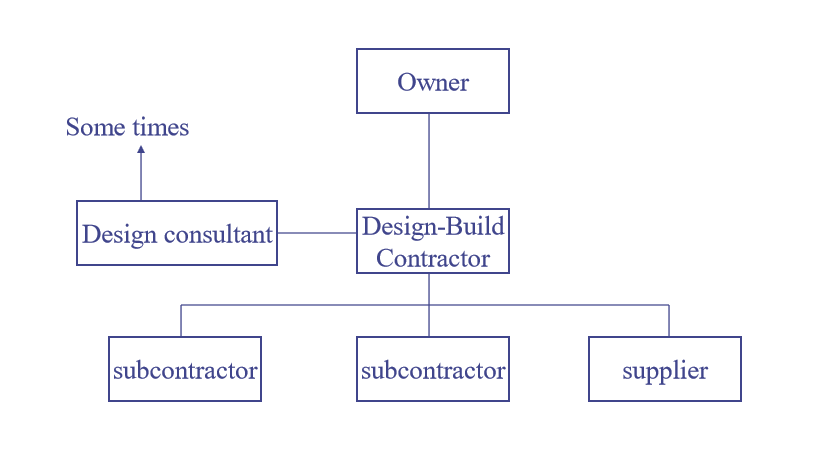 Owner
Some times
Design consultant
Design-Build
Contractor
subcontractor
subcontractor
supplier